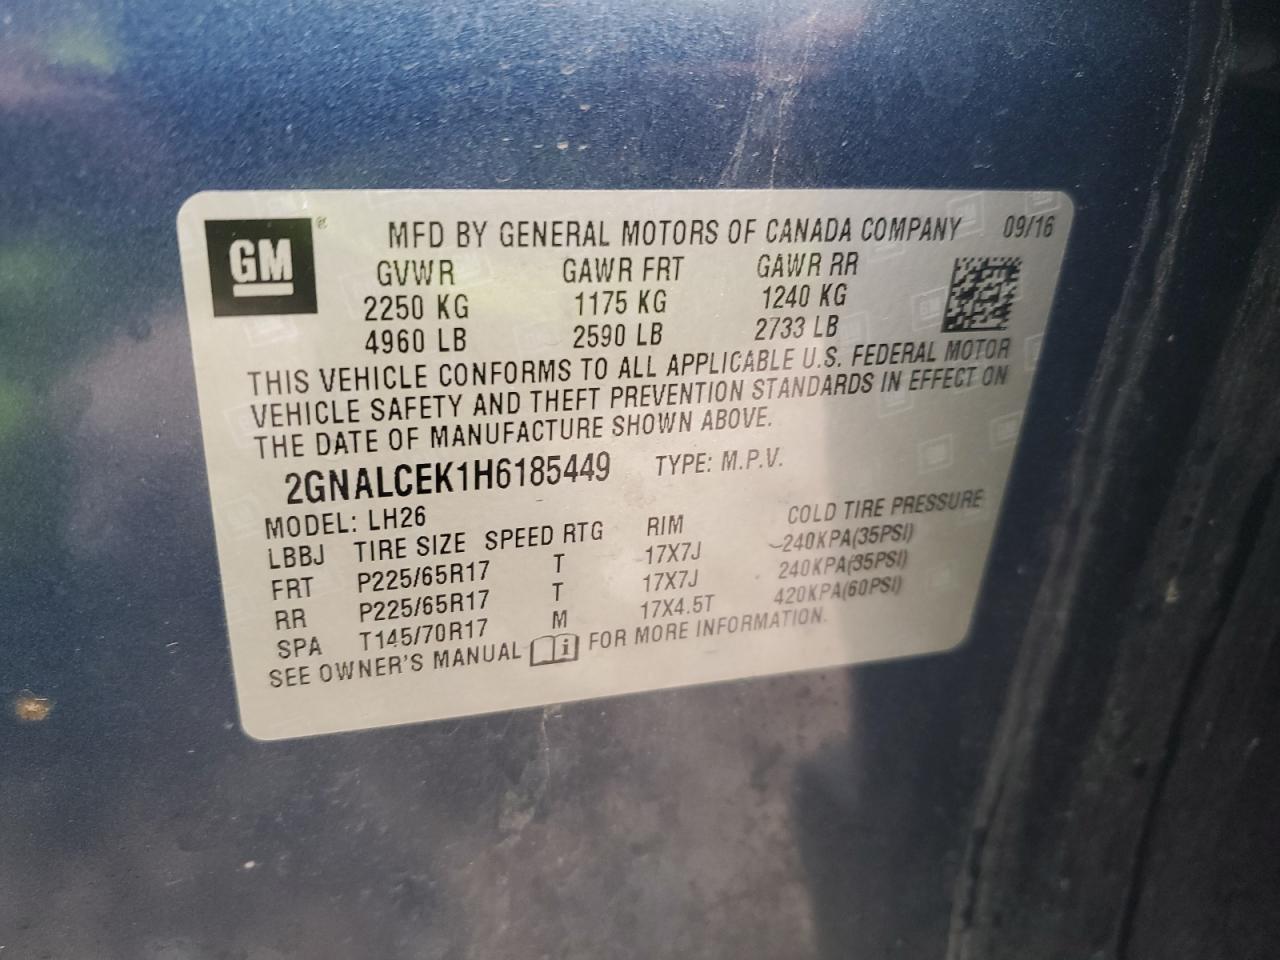 GM ® MFD BY GENERAL MOTORS OF CANADA COMPANY 09/16
GVWR GAWR FRT GAWR RR
2250 KG 1175 KG 1240 KG
4960 LB 2590 LB 2733 LB
THIS VEHICLE CONFORMS TO ALL APPLICABLE U.S. FEDERAL MOTOR
VEHICLE SAFETY AND THEFT PREVENTION STANDARDS IN EFFECT ON
THE DATE OF MANUFACTURE SHOWN ABOVE.
2GNALCEK1H6185449 TYPE: M.P.V.
MODEL: LH26
LBBJ TIRE SIZE SPEED RTG RIM COLD TIRE PRESSURE
FRT P225/65R17 T 17X7J 240KPA(35PSI)
RR P225/65R17 T 17X7J 240KPA(35PSI)
SPA T145/70R17 M 17X4.5T 420KPA(60PSI)
SEE OWNER'S MANUAL i FOR MORE INFORMATION.